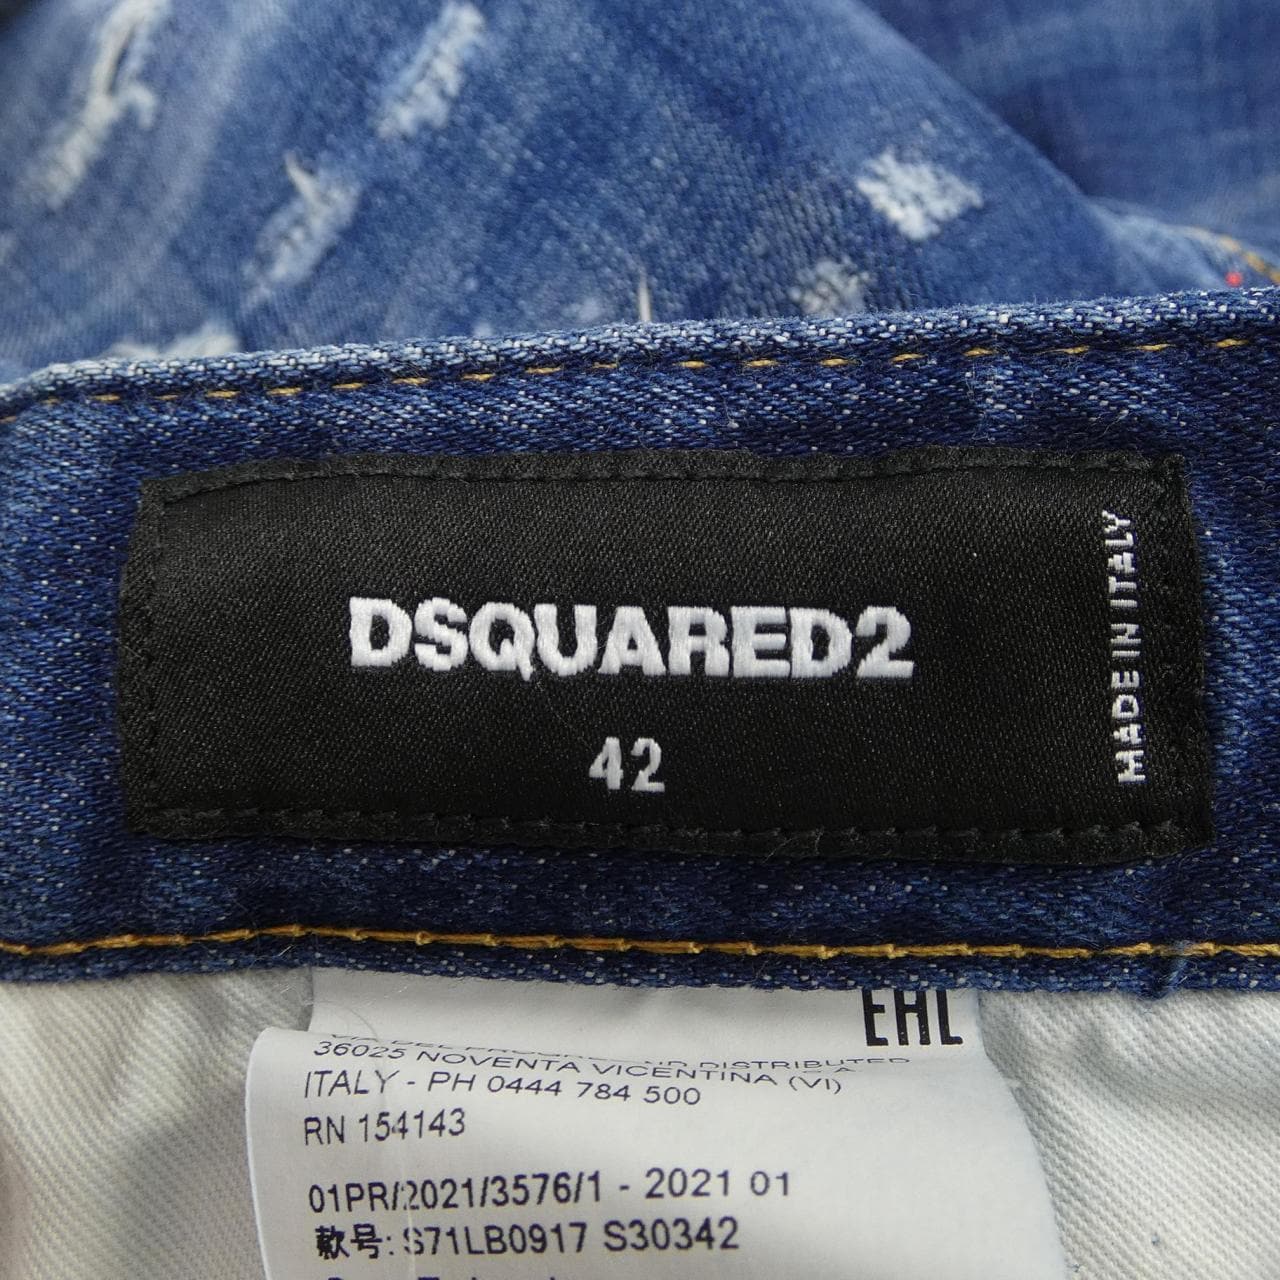 DSQUARED2
42
MADE IN ITALY
EAC
36025 NOVENTA VICENTINA (VI)
ITALY - PH 0444 784 500
RN 154143
01PR/2021/3576/1 - 2021 01
款号: S71LB0917 S30342